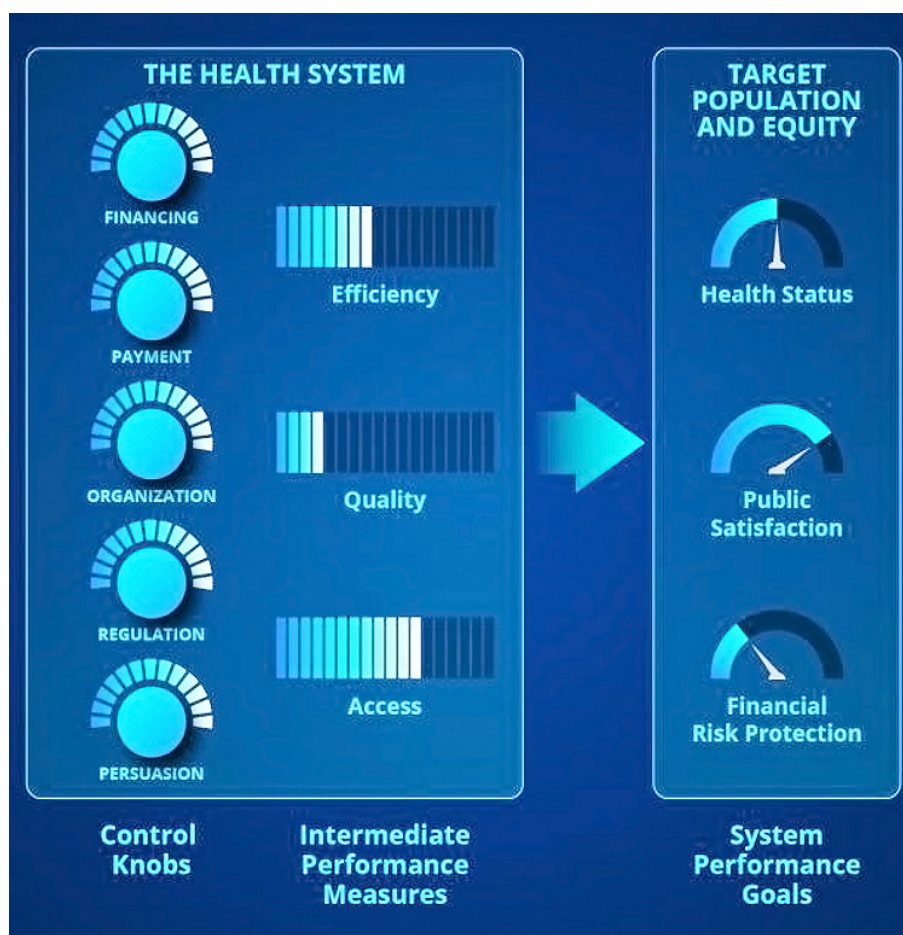 THE HEALTH SYSTEM
FINANCING
PAYMENT
ORGANIZATION
REGULATION
PERSUASION
Efficiency
Quality
Access
TARGET
POPULATION
AND EQUITY
Health Status
Public
Satisfaction
Financial
Risk Protection
Control
Knobs
Intermediate
Performance
Measures
System
Performance
Goals